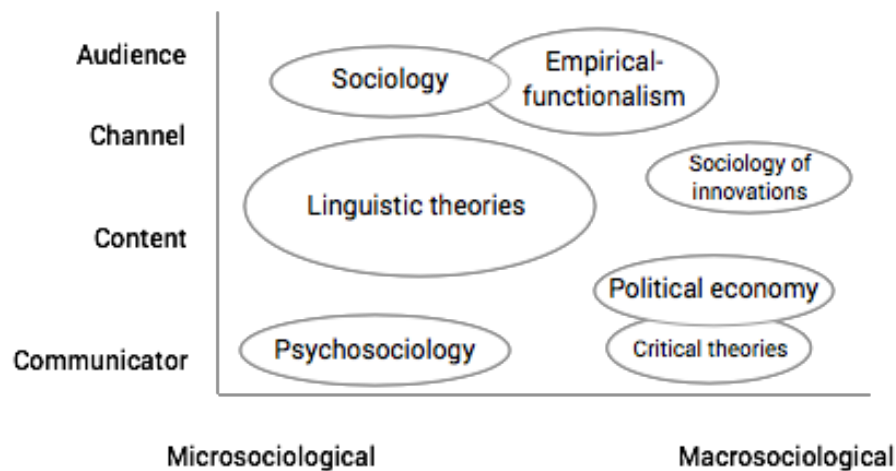 Audience
Sociology
Empirical-
functionalism
Channel
Sociology of
innovations
Linguistic theories
Content
Political economy
Communicator
Psychosociology
Critical theories
Microsociological
Macrosociological